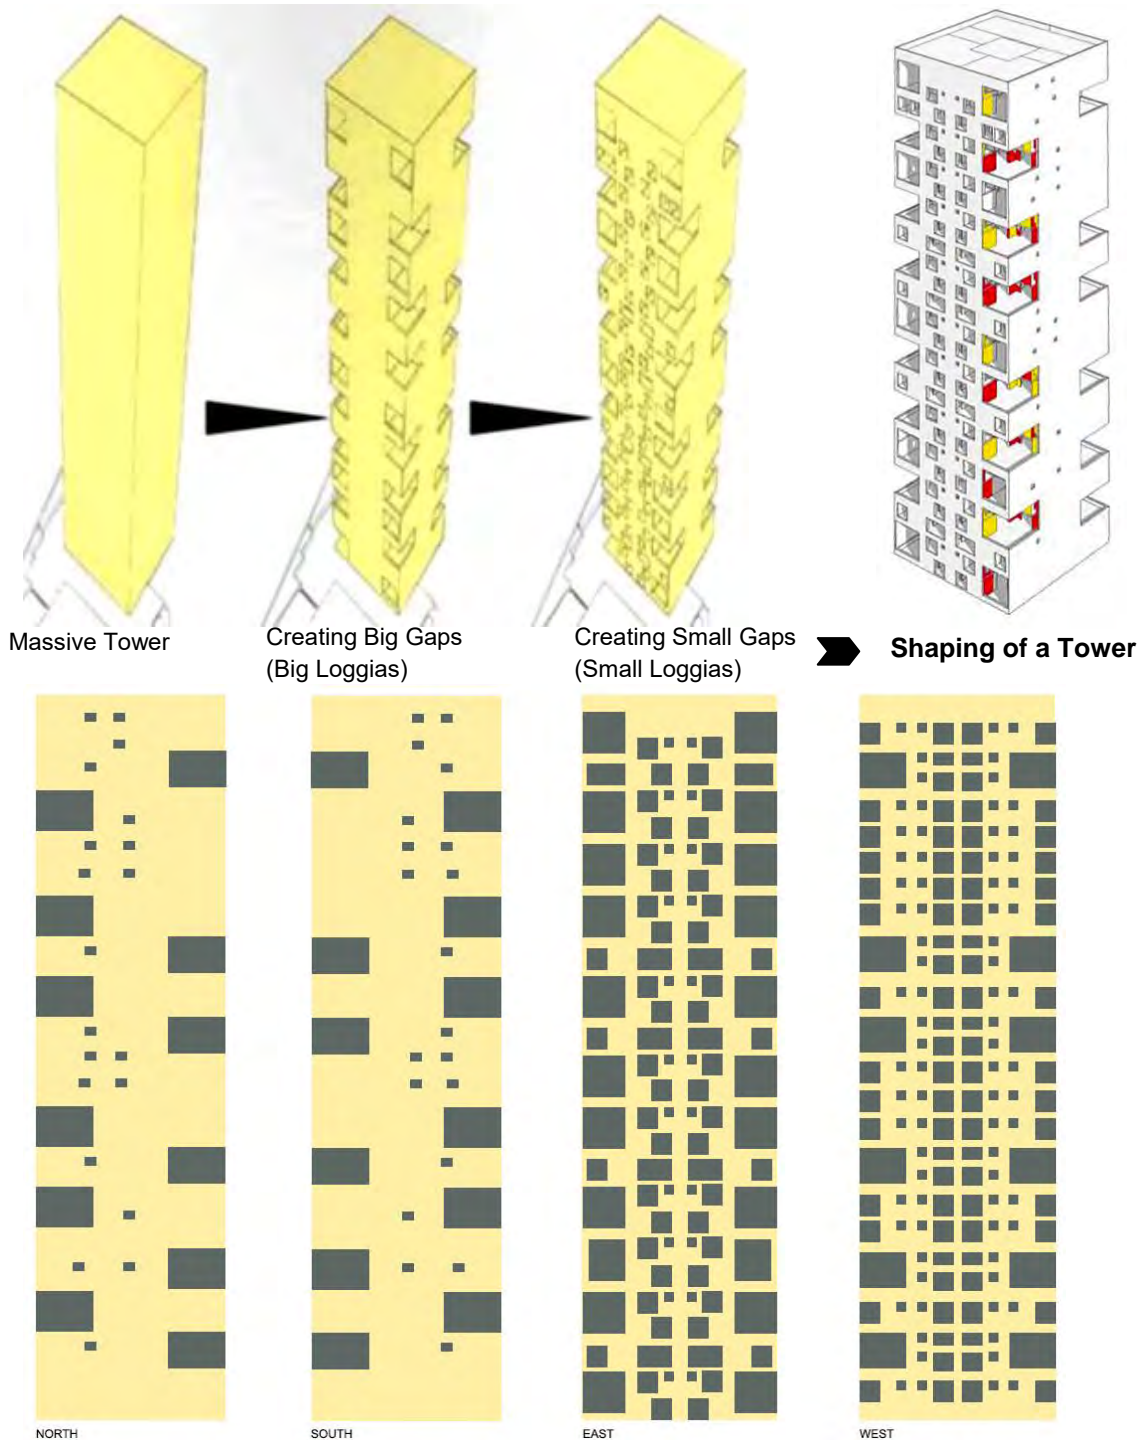 Massive Tower
Creating Big Gaps
(Big Loggias)
Creating Small Gaps
(Small Loggias)
Shaping of a Tower
NORTH
SOUTH
EAST
WEST